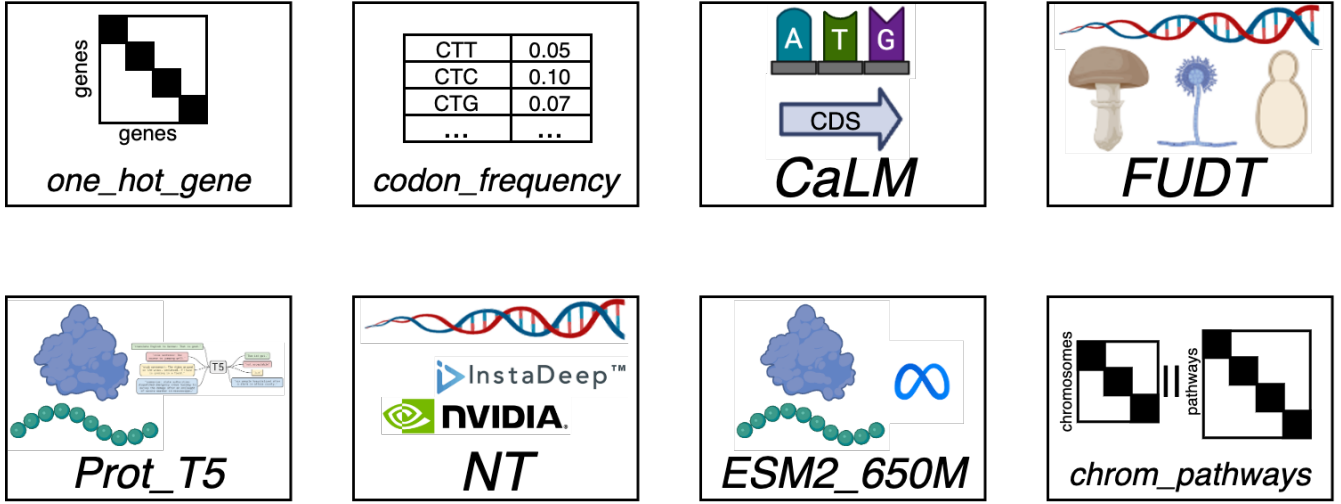 genes
genes
one_hot_gene
CTT 0.05
CTC 0.10
CTG 0.07
... ...
codon_frequency
A T G
CDS
CaLM
FUDT
T5
Prot_T5
InstaDeep™
NVIDIA.
NT
ESM2_650M
chromosomes
||
pathways
chrom_pathways